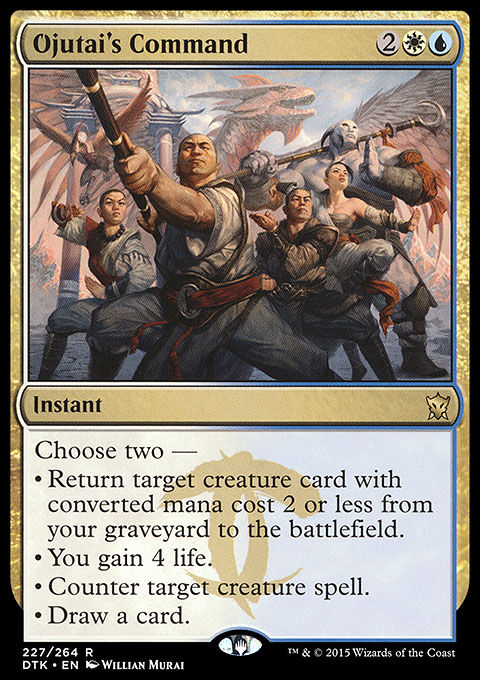 Ojutai's Command 2
Instant
Choose two —
• Return target creature card with
converted mana cost 2 or less from
your graveyard to the battlefield.
• You gain 4 life.
• Counter target creature spell.
• Draw a card.
227/264 R
DTK • EN Willian Murai
™ & © 2015 Wizards of the Coast